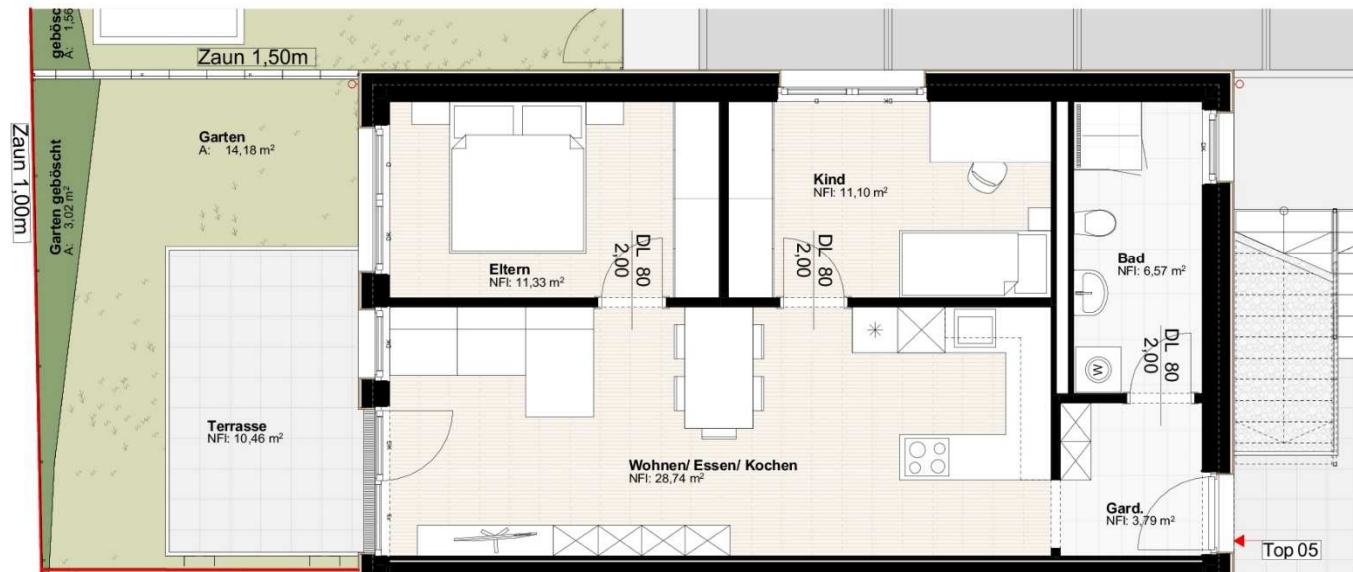 gebösc
A: 1,56
Zaun 1,50m
Zaun 1,00m
Garten
A: 14,18 m²
Garten geböscht
A: 3,02 m²
Eltern
NFl: 11,33 m²
DL 80
2,00
Kind
NFl: 11,10 m²
DL 80
2,00
Bad
NFl: 6,57 m²
DL 80
2,00
W
Terrasse
NFl: 10,46 m²
Wohnen/ Essen/ Kochen
NFl: 28,74 m²
Gard.
NFl: 3,79 m²
Top 05